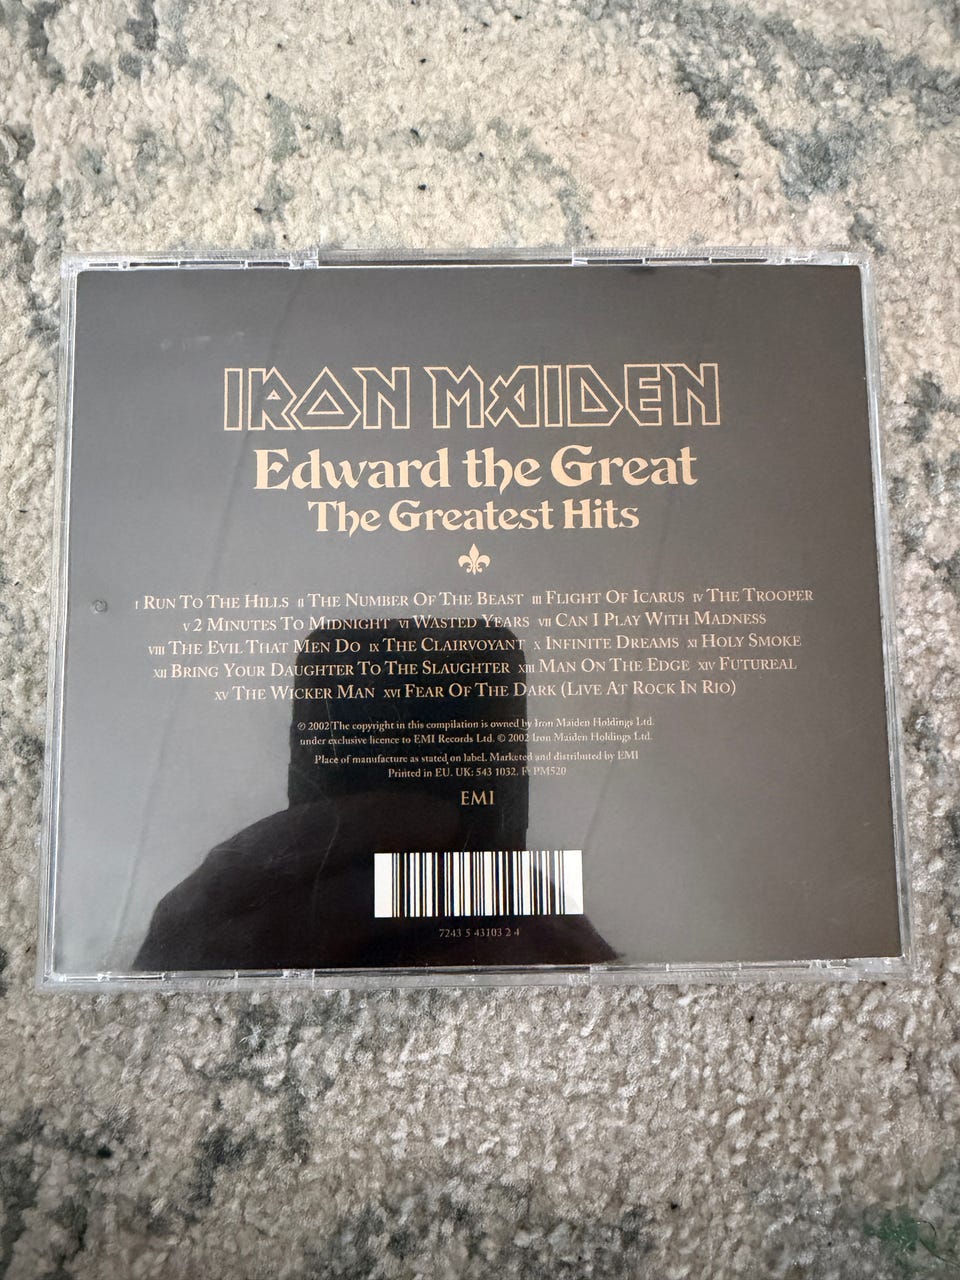 IRON MAIDEN
Edward the Great
The Greatest Hits
I RUN TO THE HILLS II THE NUMBER OF THE BEAST III FLIGHT OF ICARUS IV THE TROOPER
V 2 MINUTES TO MIDNIGHT VI WASTED YEARS VII CAN I PLAY WITH MADNESS
VIII THE EVIL THAT MEN DO IX THE CLAIRVOYANT X INFINITE DREAMS XI HOLY SMOKE
XII BRING YOUR DAUGHTER TO THE SLAUGHTER XIII MAN ON THE EDGE XIV FUTUREAL
XV THE WICKER MAN XVI FEAR OF THE DARK (LIVE AT ROCK IN RIO)
℗ 2002 The copyright in this compilation is owned by Iron Maiden Holdings Ltd.
under exclusive licence to EMI Records Ltd. © 2002 Iron Maiden Holdings Ltd.
Place of manufacture as stated on label. Marketed and distributed by EMI
Printed in EU. UK: 543 1032. F: PM520
EMI
7243 5 43103 2 4